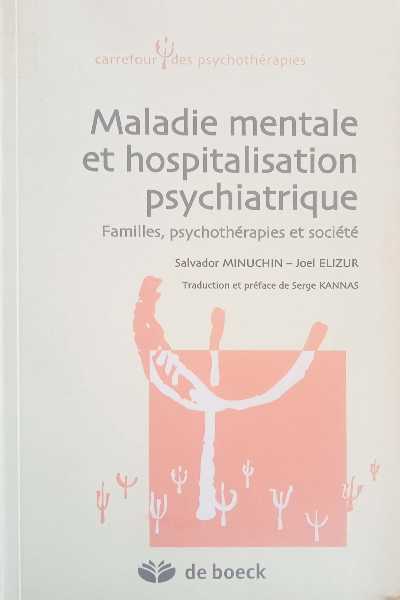 carrefour des psychothérapies
Maladie mentale
et hospitalisation
psychiatrique
Familles, psychothérapies et société
Salvador MINUCHIN – Joel ELIZUR
Traduction et préface de Serge KANNAS
de boeck